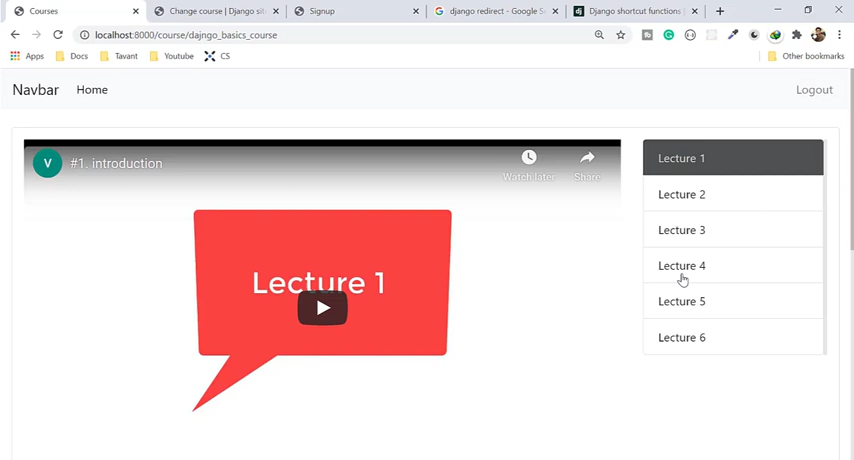 Courses
Change course | Django sit
Signup
django redirect - Google Se
Django shortcut functions |
localhost:8000/course/dajngo_basics_course
Apps
Docs
Tavant
Youtube
CS
Other bookmarks
Navbar
Home
Logout
V
#1. introduction
Watch later
Share
Lecture 1
Lecture 1
Lecture 2
Lecture 3
Lecture 4
Lecture 5
Lecture 6